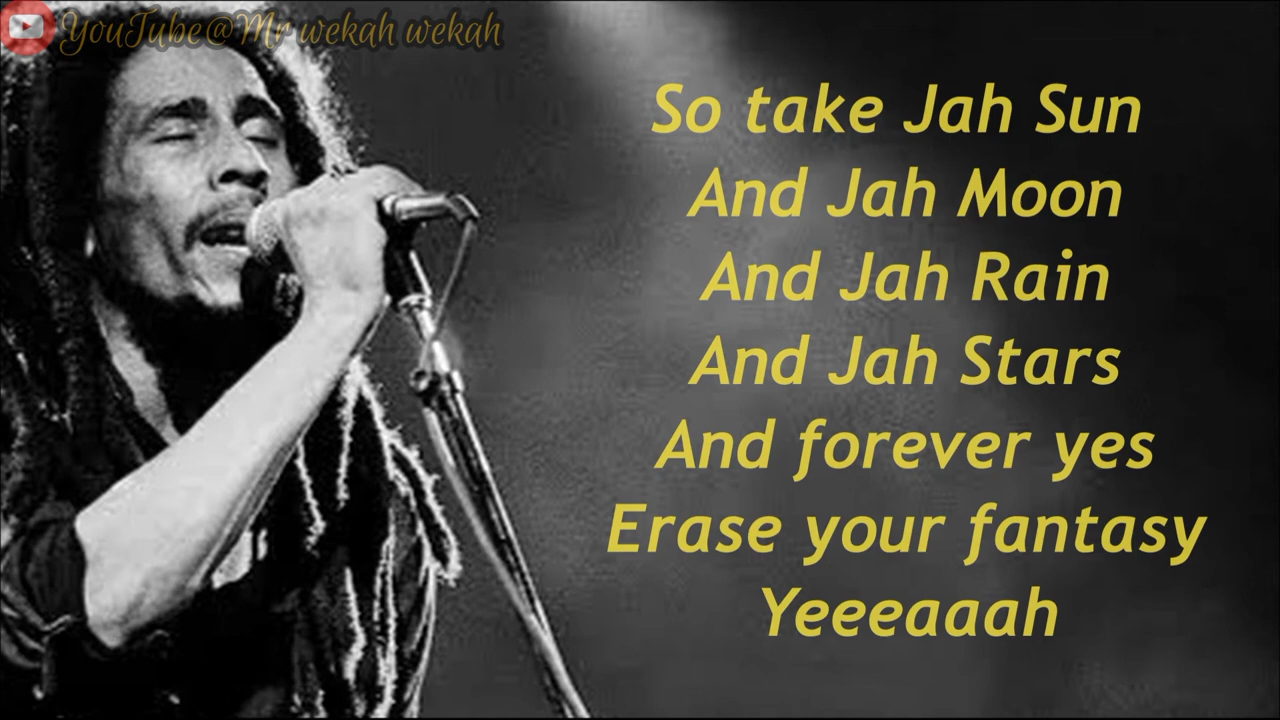 YouTube@Mr wekah wekah
So take Jah Sun
And Jah Moon
And Jah Rain
And Jah Stars
And forever yes
Erase your fantasy
Yeeeaaah